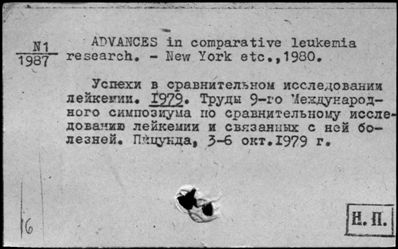 N1
1987
ADVANCES in comparative leukemia
research. - New York etc., 1980.
Успехи в сравнительном исследовании
лейкемии. 1979. Труды 9-го Международ-
ного симпозиума по сравнительному иссле-
дованию лейкемии и связанных с ней бо-
лезней. Пицунда, 3-6 окт.1979 г.
16
Н. П.